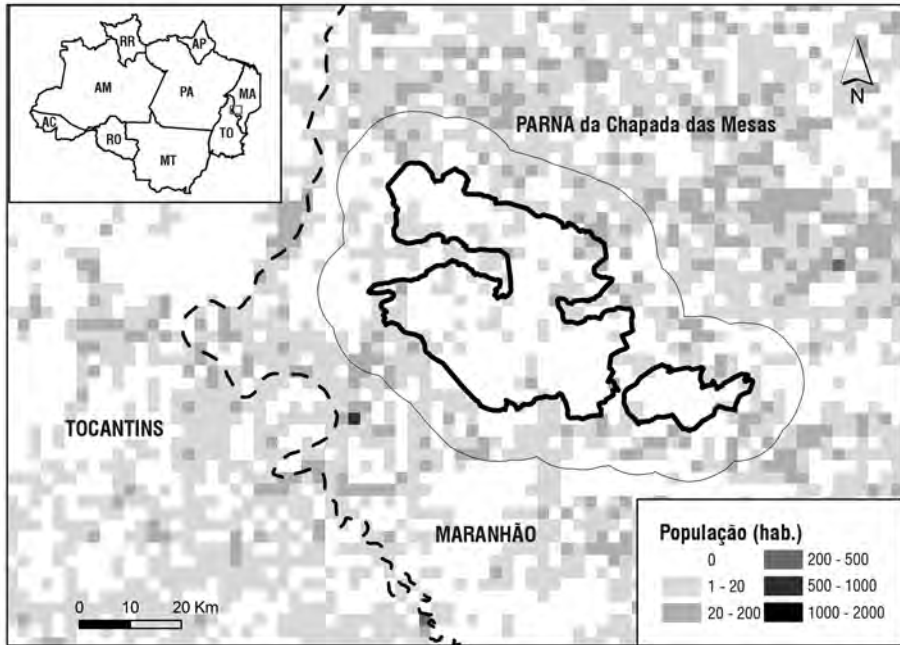 RR
AP
AM
PA
MA
AC
RO
TO
MT
N
PARNA da Chapada das Mesas
TOCANTINS
MARANHÃO
0 10 20 Km
População (hab.)
0
1 - 20
20 - 200
200 - 500
500 - 1000
1000 - 2000